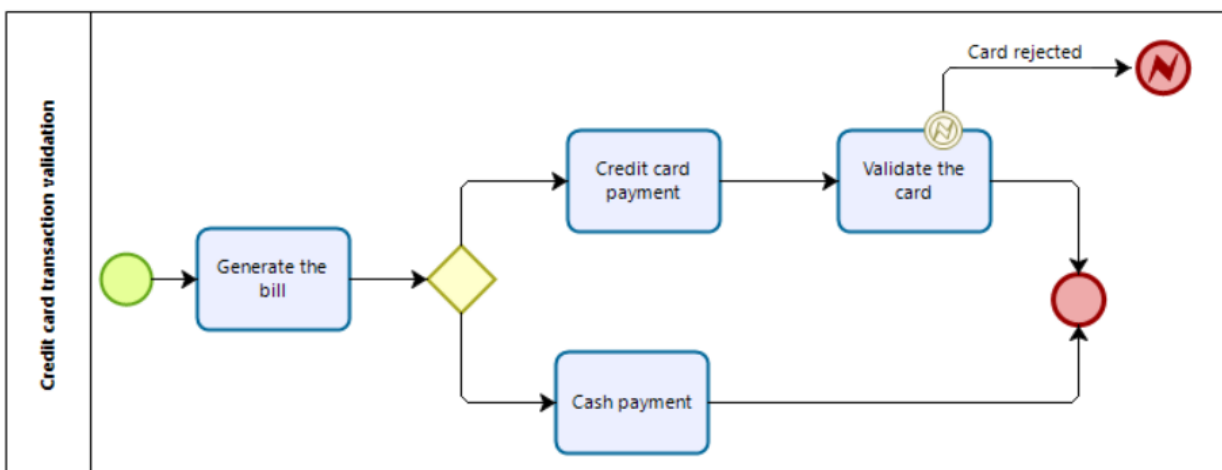 Credit card transaction validation
Card rejected
Credit card
payment
Validate the
card
Generate the
bill
Cash payment